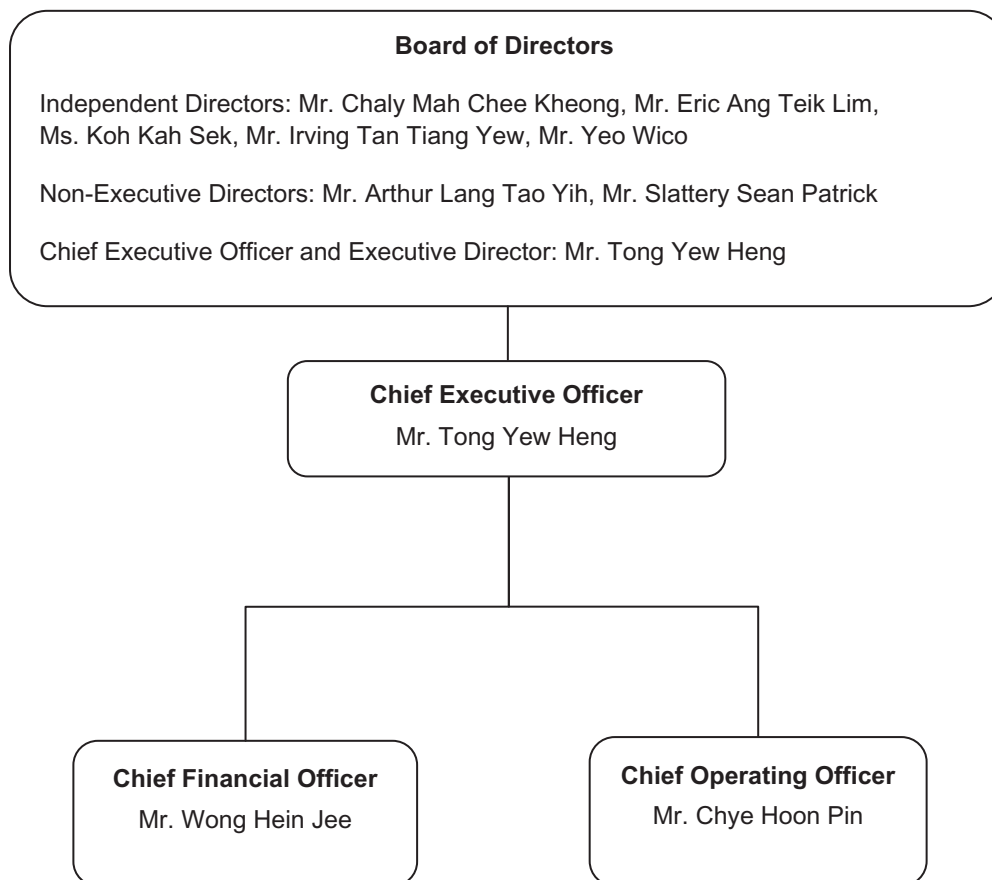 Board of Directors
Independent Directors: Mr. Chaly Mah Chee Kheong, Mr. Eric Ang Teik Lim,
Ms. Koh Kah Sek, Mr. Irving Tan Tiang Yew, Mr. Yeo Wico
Non-Executive Directors: Mr. Arthur Lang Tao Yih, Mr. Slattery Sean Patrick
Chief Executive Officer and Executive Director: Mr. Tong Yew Heng
Chief Executive Officer
Mr. Tong Yew Heng
Chief Financial Officer
Mr. Wong Hein Jee
Chief Operating Officer
Mr. Chye Hoon Pin